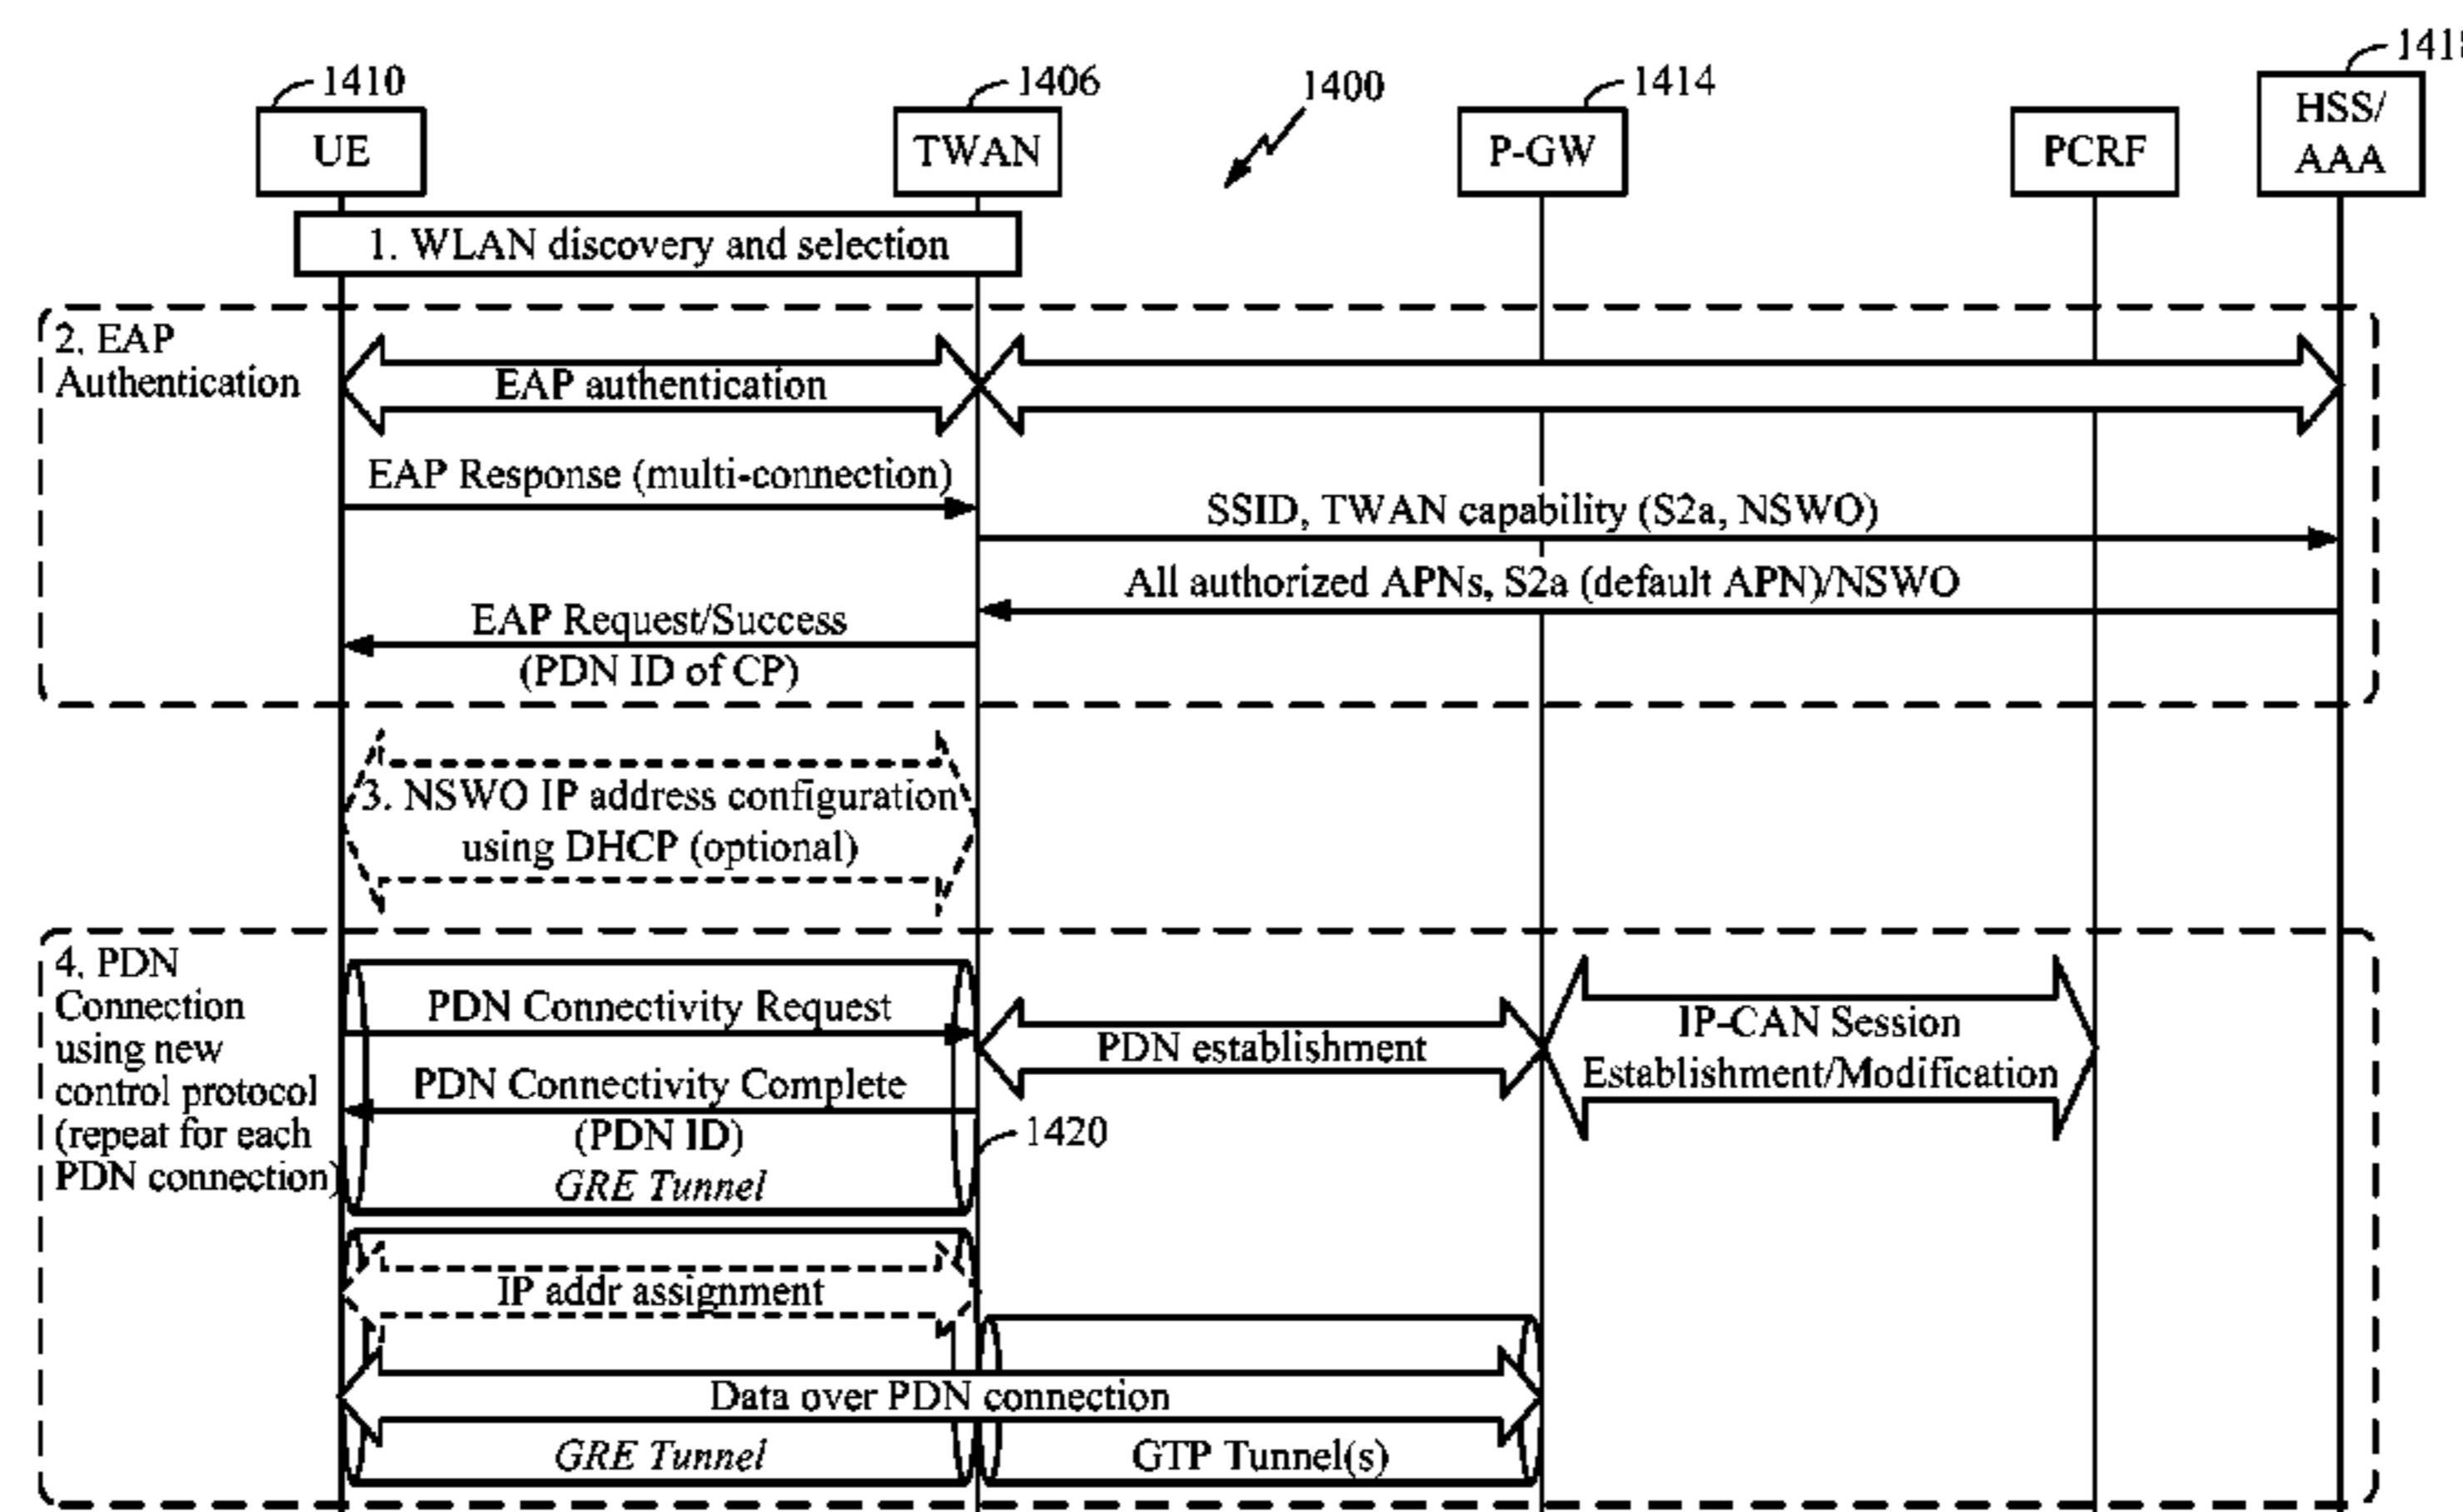 1410
1406
1400
1414
1418
UE
TWAN
P-GW
PCRF
HSS/
AAA
1. WLAN discovery and selection
2. EAP
Authentication
EAP authentication
EAP Response (multi-connection)
SSID, TWAN capability (S2a, NSWO)
All authorized APNs, S2a (default APN)/NSWO
EAP Request/Success
(PDN ID of CP)
3. NSWO IP address configuration
using DHCP (optional)
4. PDN
Connection
using new
control protocol
(repeat for each
PDN connection)
PDN Connectivity Request
PDN Connectivity Complete
(PDN ID)
GRE Tunnel
1420
PDN establishment
IP-CAN Session
Establishment/Modification
IP addr assignment
Data over PDN connection
GRE Tunnel
GTP Tunnel(s)